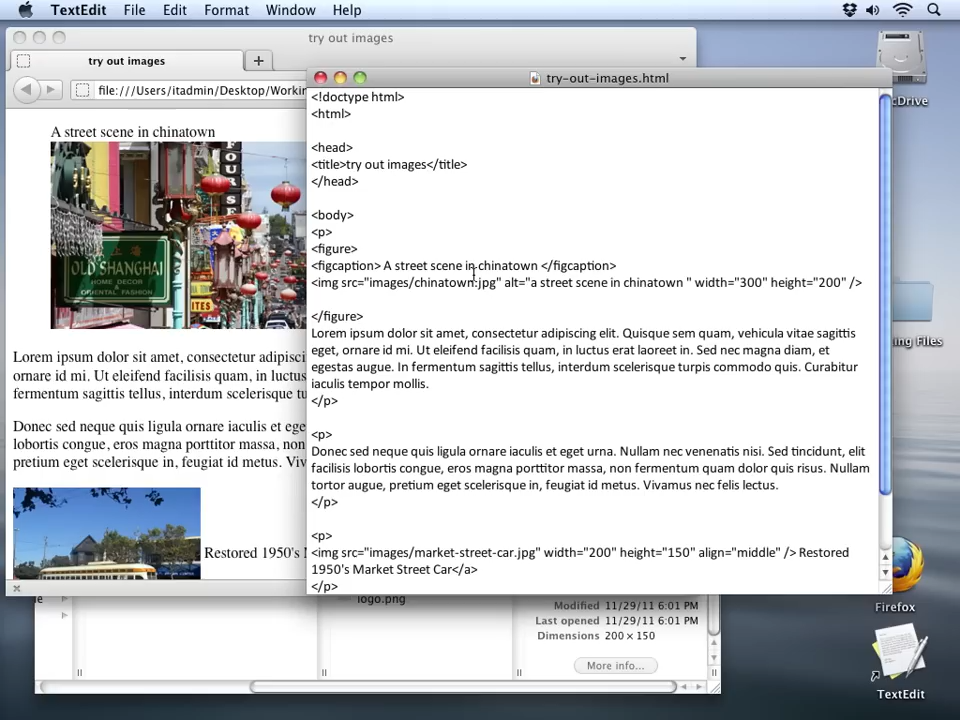 TextEdit File Edit Format Window Help
try out images
try out images
file:///Users/itadmin/Desktop/Workin
A street scene in chinatown
FOUR SE
OLD SHANGHAI
HOME DECOR
ORIENTAL FASHION
Lorem ipsum dolor sit amet, consectetur adipisci
ornare id mi. Ut eleifend facilisis quam, in luctus
fermentum sagittis tellus, interdum scelerisque tu
Donec sed neque quis ligula ornare iaculis et eget
lobortis congue, eros magna porttitor massa, non
pretium eget scelerisque in, feugiat id metus. Viv
Restored 1950's
try-out-images.html
<!doctype html>
<html>
<head>
<title>try out images</title>
</head>
<body>
<p>
<figure>
<figcaption> A street scene in chinatown </figcaption>
<img src="images/chinatown.jpg" alt="a street scene in chinatown " width="300" height="200" />
</figure>
Lorem ipsum dolor sit amet, consectetur adipiscing elit. Quisque sem quam, vehicula vitae sagittis
eget, ornare id mi. Ut eleifend facilisis quam, in luctus erat laoreet in. Sed nec magna diam, et
egestas augue. In fermentum sagittis tellus, interdum scelerisque turpis commodo quis. Curabitur
iaculis tempor mollis.
</p>
<p>
Donec sed neque quis ligula ornare iaculis et eget urna. Nullam nec venenatis nisi. Sed tincidunt, elit
facilisis lobortis congue, eros magna porttitor massa, non fermentum quam dolor quis risus. Nullam
tortor augue, pretium eget scelerisque in, feugiat id metus. Vivamus nec felis lectus.
</p>
<p>
<img src="images/market-street-car.jpg" width="200" height="150" align="middle" /> Restored
1950's Market Street Car</a>
</p>
logo.png
Modified 11/29/11 6:01 PM
Last opened 11/29/11 6:01 PM
Dimensions 200 × 150
More info...
cDrive
ing Files
Firefox
TextEdit